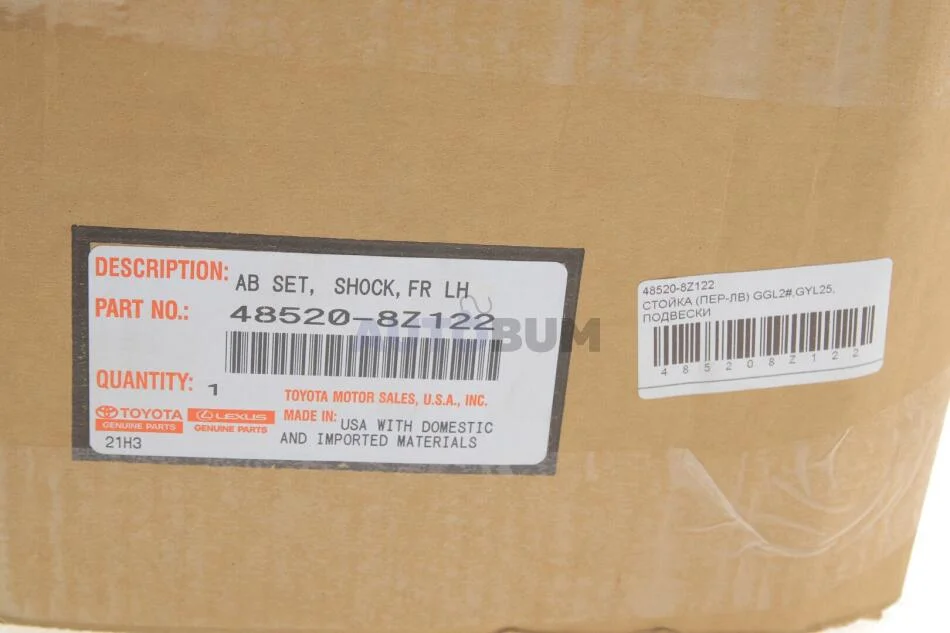 DESCRIPTION: AB SET, SHOCK, FR LH
PART NO.: 48520-8Z122
QUANTITY: 1
TOYOTA MOTOR SALES, U.S.A., INC.
TOYOTA
GENUINE PARTS
LEXUS
GENUINE PARTS
MADE IN: USA WITH DOMESTIC
AND IMPORTED MATERIALS
21H3
AUTOBUM
48520-8Z122
СТОЙКА (ПЕР-ЛВ) GGL2#,GYL25,
ПОДВЕСКИ
485208Z122